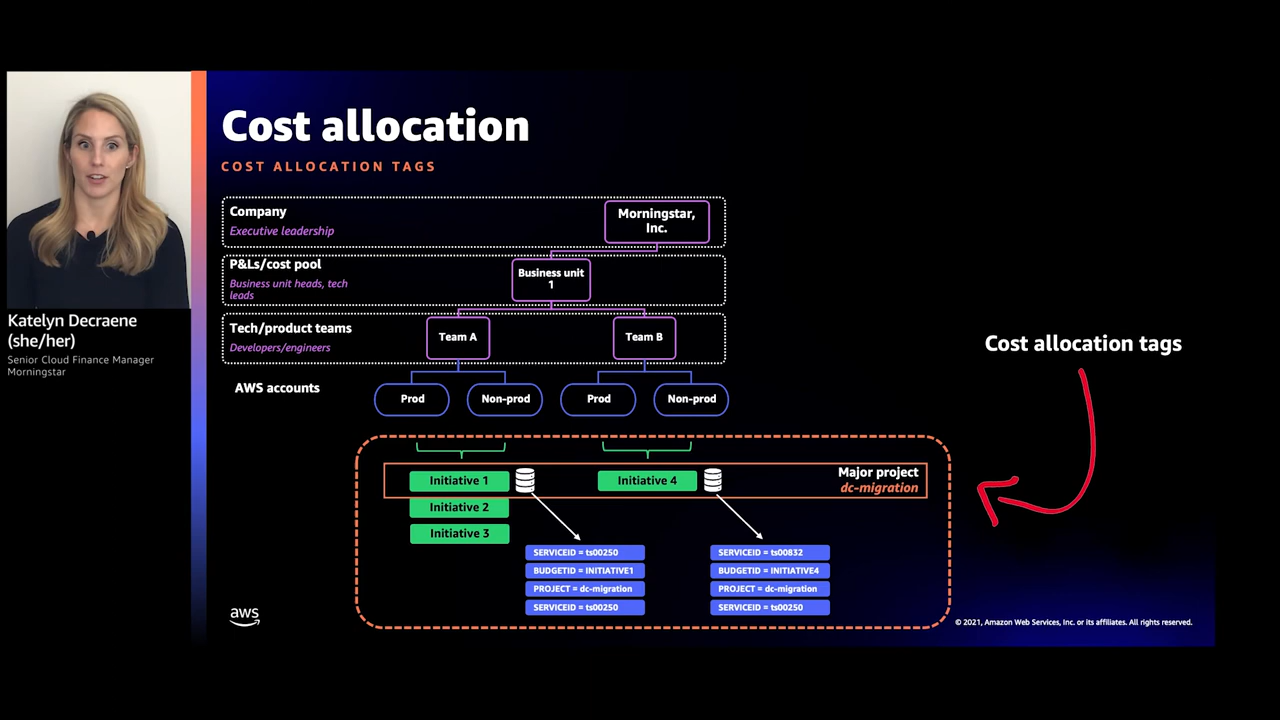 Cost allocation
COST ALLOCATION TAGS
Company
Executive leadership
Morningstar,
Inc.
P&Ls/cost pool
Business unit heads, tech
leads
Business unit
1
Tech/product teams
Developers/engineers
Team A
Team B
AWS accounts
Prod
Non-prod
Prod
Non-prod
Katelyn Decraene
(she/her)
Senior Cloud Finance Manager
Morningstar
Cost allocation tags
Initiative 1
Initiative 4
Major project
dc-migration
Initiative 2
Initiative 3
SERVICEID = ts00250
BUDGETID = INITIATIVE1
PROJECT = dc-migration
SERVICEID = ts00250
SERVICEID = ts00832
BUDGETID = INITIATIVE4
PROJECT = dc-migration
SERVICEID = ts00250
aws
© 2021, Amazon Web Services, Inc. or its affiliates. All rights reserved.